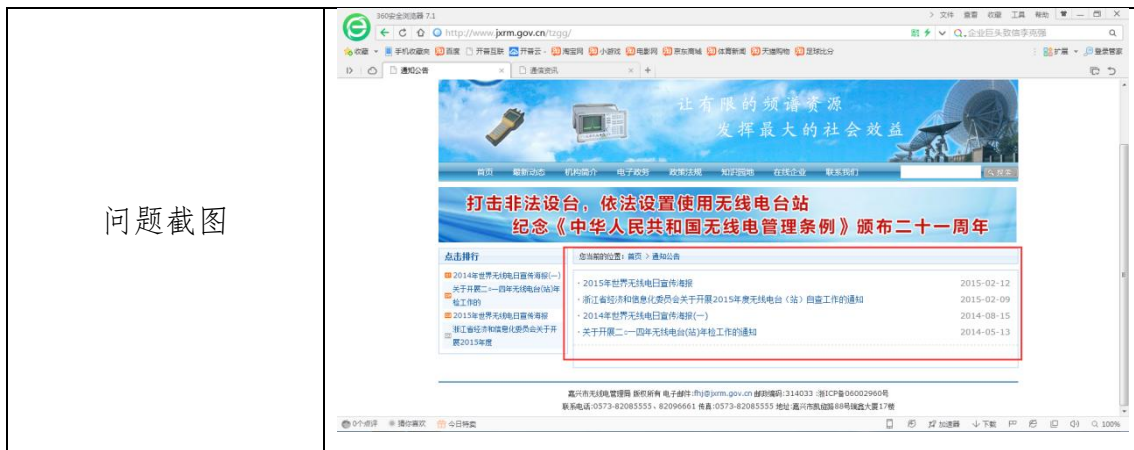 问题截图
360安全浏览器 7.1
文件 查看 收藏 工具 帮助
http://www.jxrm.gov.cn/tzgg/
企业巨头致信李克强
收藏 手机收藏夹 百度 开普互联 开普云 - 淘宝网 小游戏 电影网 京东商城 体育新闻 天猫购物 足球比分 扩展 登录管家
通知公告 通信资讯
让有限的频谱资源
发挥最大的社会效益
首页 最新动态 机构简介 电子政务 政策法规 知识园地 在线企业 联系我们
打击非法设台，依法设置使用无线电台站
纪念《中华人民共和国无线电管理条例》颁布二十一周年
点击排行
2014年世界无线电日宣传海报(一)
关于开展二○一四年无线电台(站)年
检工作的
2015年世界无线电日宣传海报
浙江省经济和信息化委员会关于开
展2015年度
您当前的位置：首页 > 通知公告
· 2015年世界无线电日宣传海报 2015-02-12
· 浙江省经济和信息化委员会关于开展2015年度无线电台（站）自查工作的通知 2015-02-09
· 2014年世界无线电日宣传海报(一) 2014-08-15
· 关于开展二○一四年无线电台(站)年检工作的通知 2014-05-13
嘉兴市无线电管理局 版权所有 电子邮件:fhj@jxrm.gov.cn 邮政编码:314033 浙ICP备06002960号
联系电话:0573-82085555、82096661 传真:0573-82085555 地址:嘉兴市凯旋路88号瑞鑫大厦17楼
0个点评 猜你喜欢 今日特卖 加速器 下载 100%